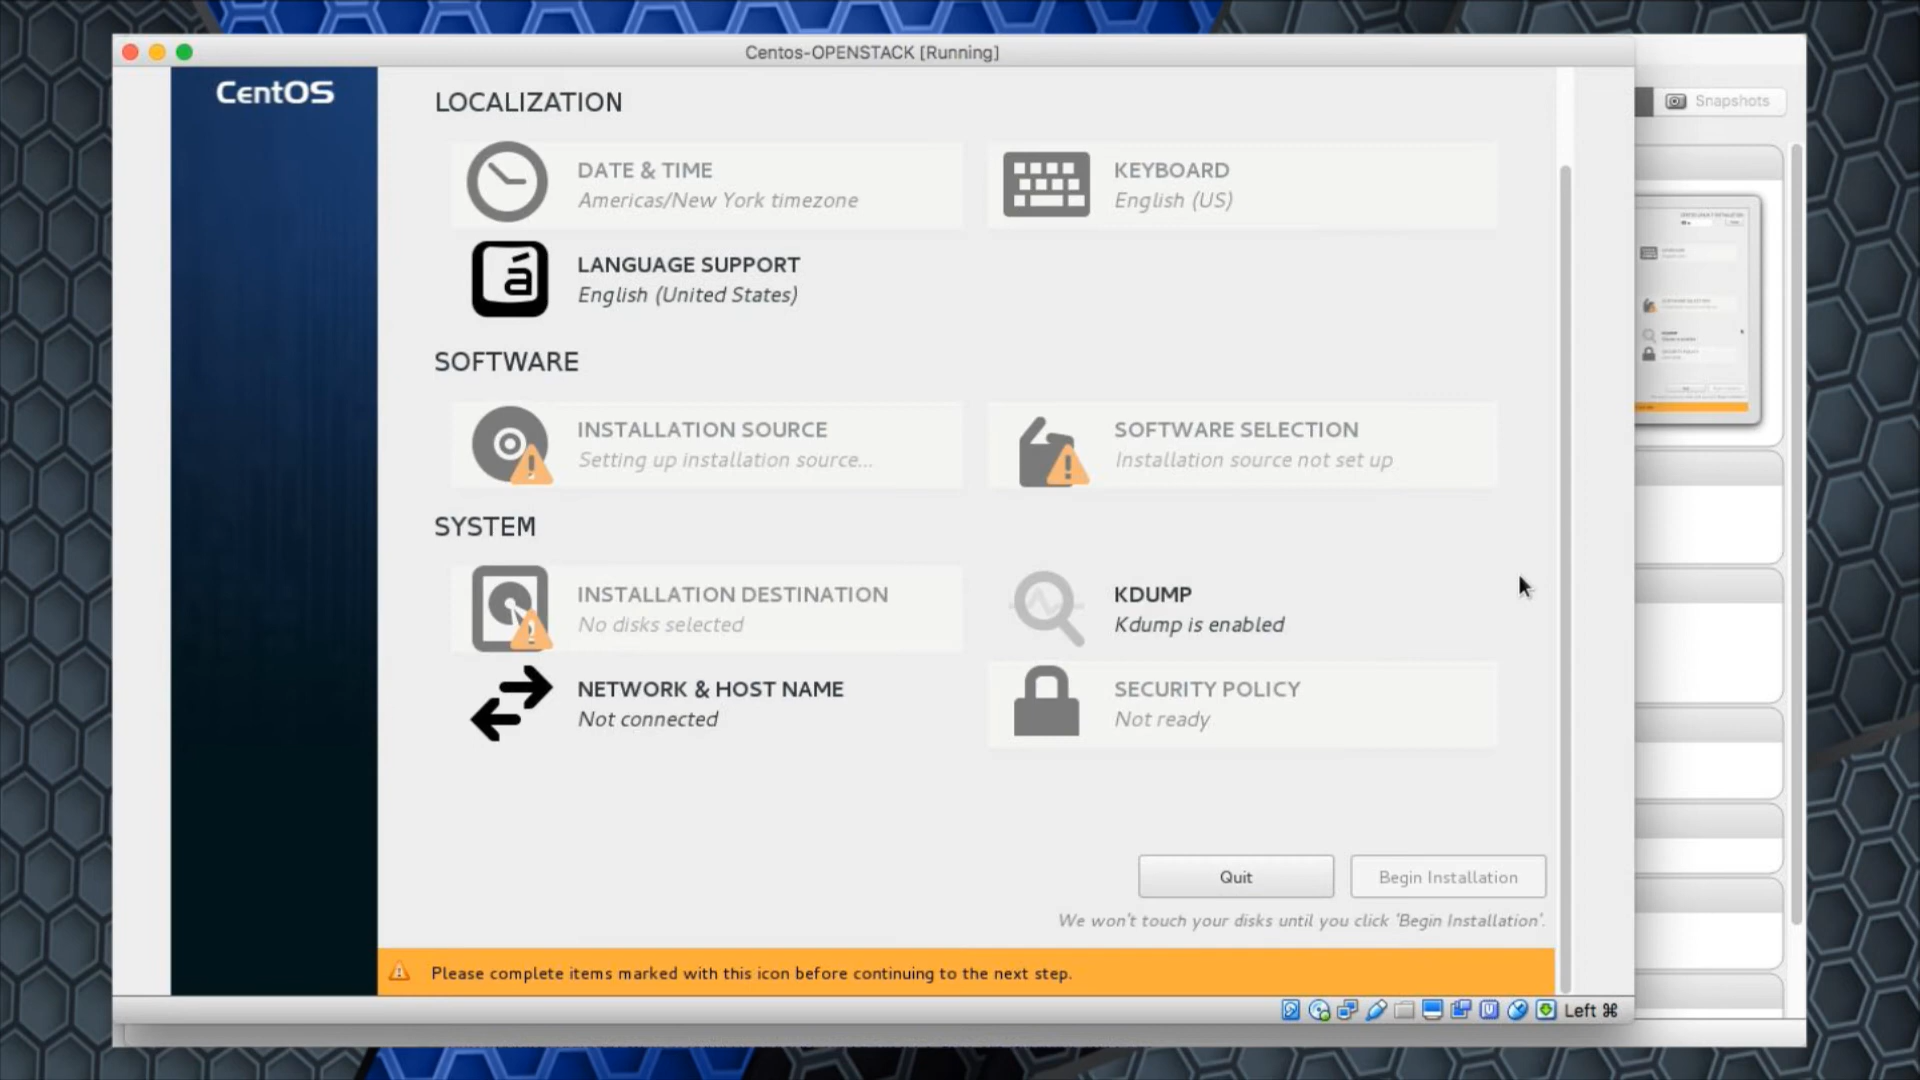 Centos-OPENSTACK [Running]
Snapshots
CentOS
LOCALIZATION
DATE & TIME
Americas/New York timezone
KEYBOARD
English (US)
á
LANGUAGE SUPPORT
English (United States)
SOFTWARE
INSTALLATION SOURCE
Setting up installation source...
SOFTWARE SELECTION
Installation source not set up
SYSTEM
INSTALLATION DESTINATION
No disks selected
KDUMP
Kdump is enabled
NETWORK & HOST NAME
Not connected
SECURITY POLICY
Not ready
Quit
Begin Installation
We won't touch your disks until you click 'Begin Installation'.
Please complete items marked with this icon before continuing to the next step.
Left ⌘